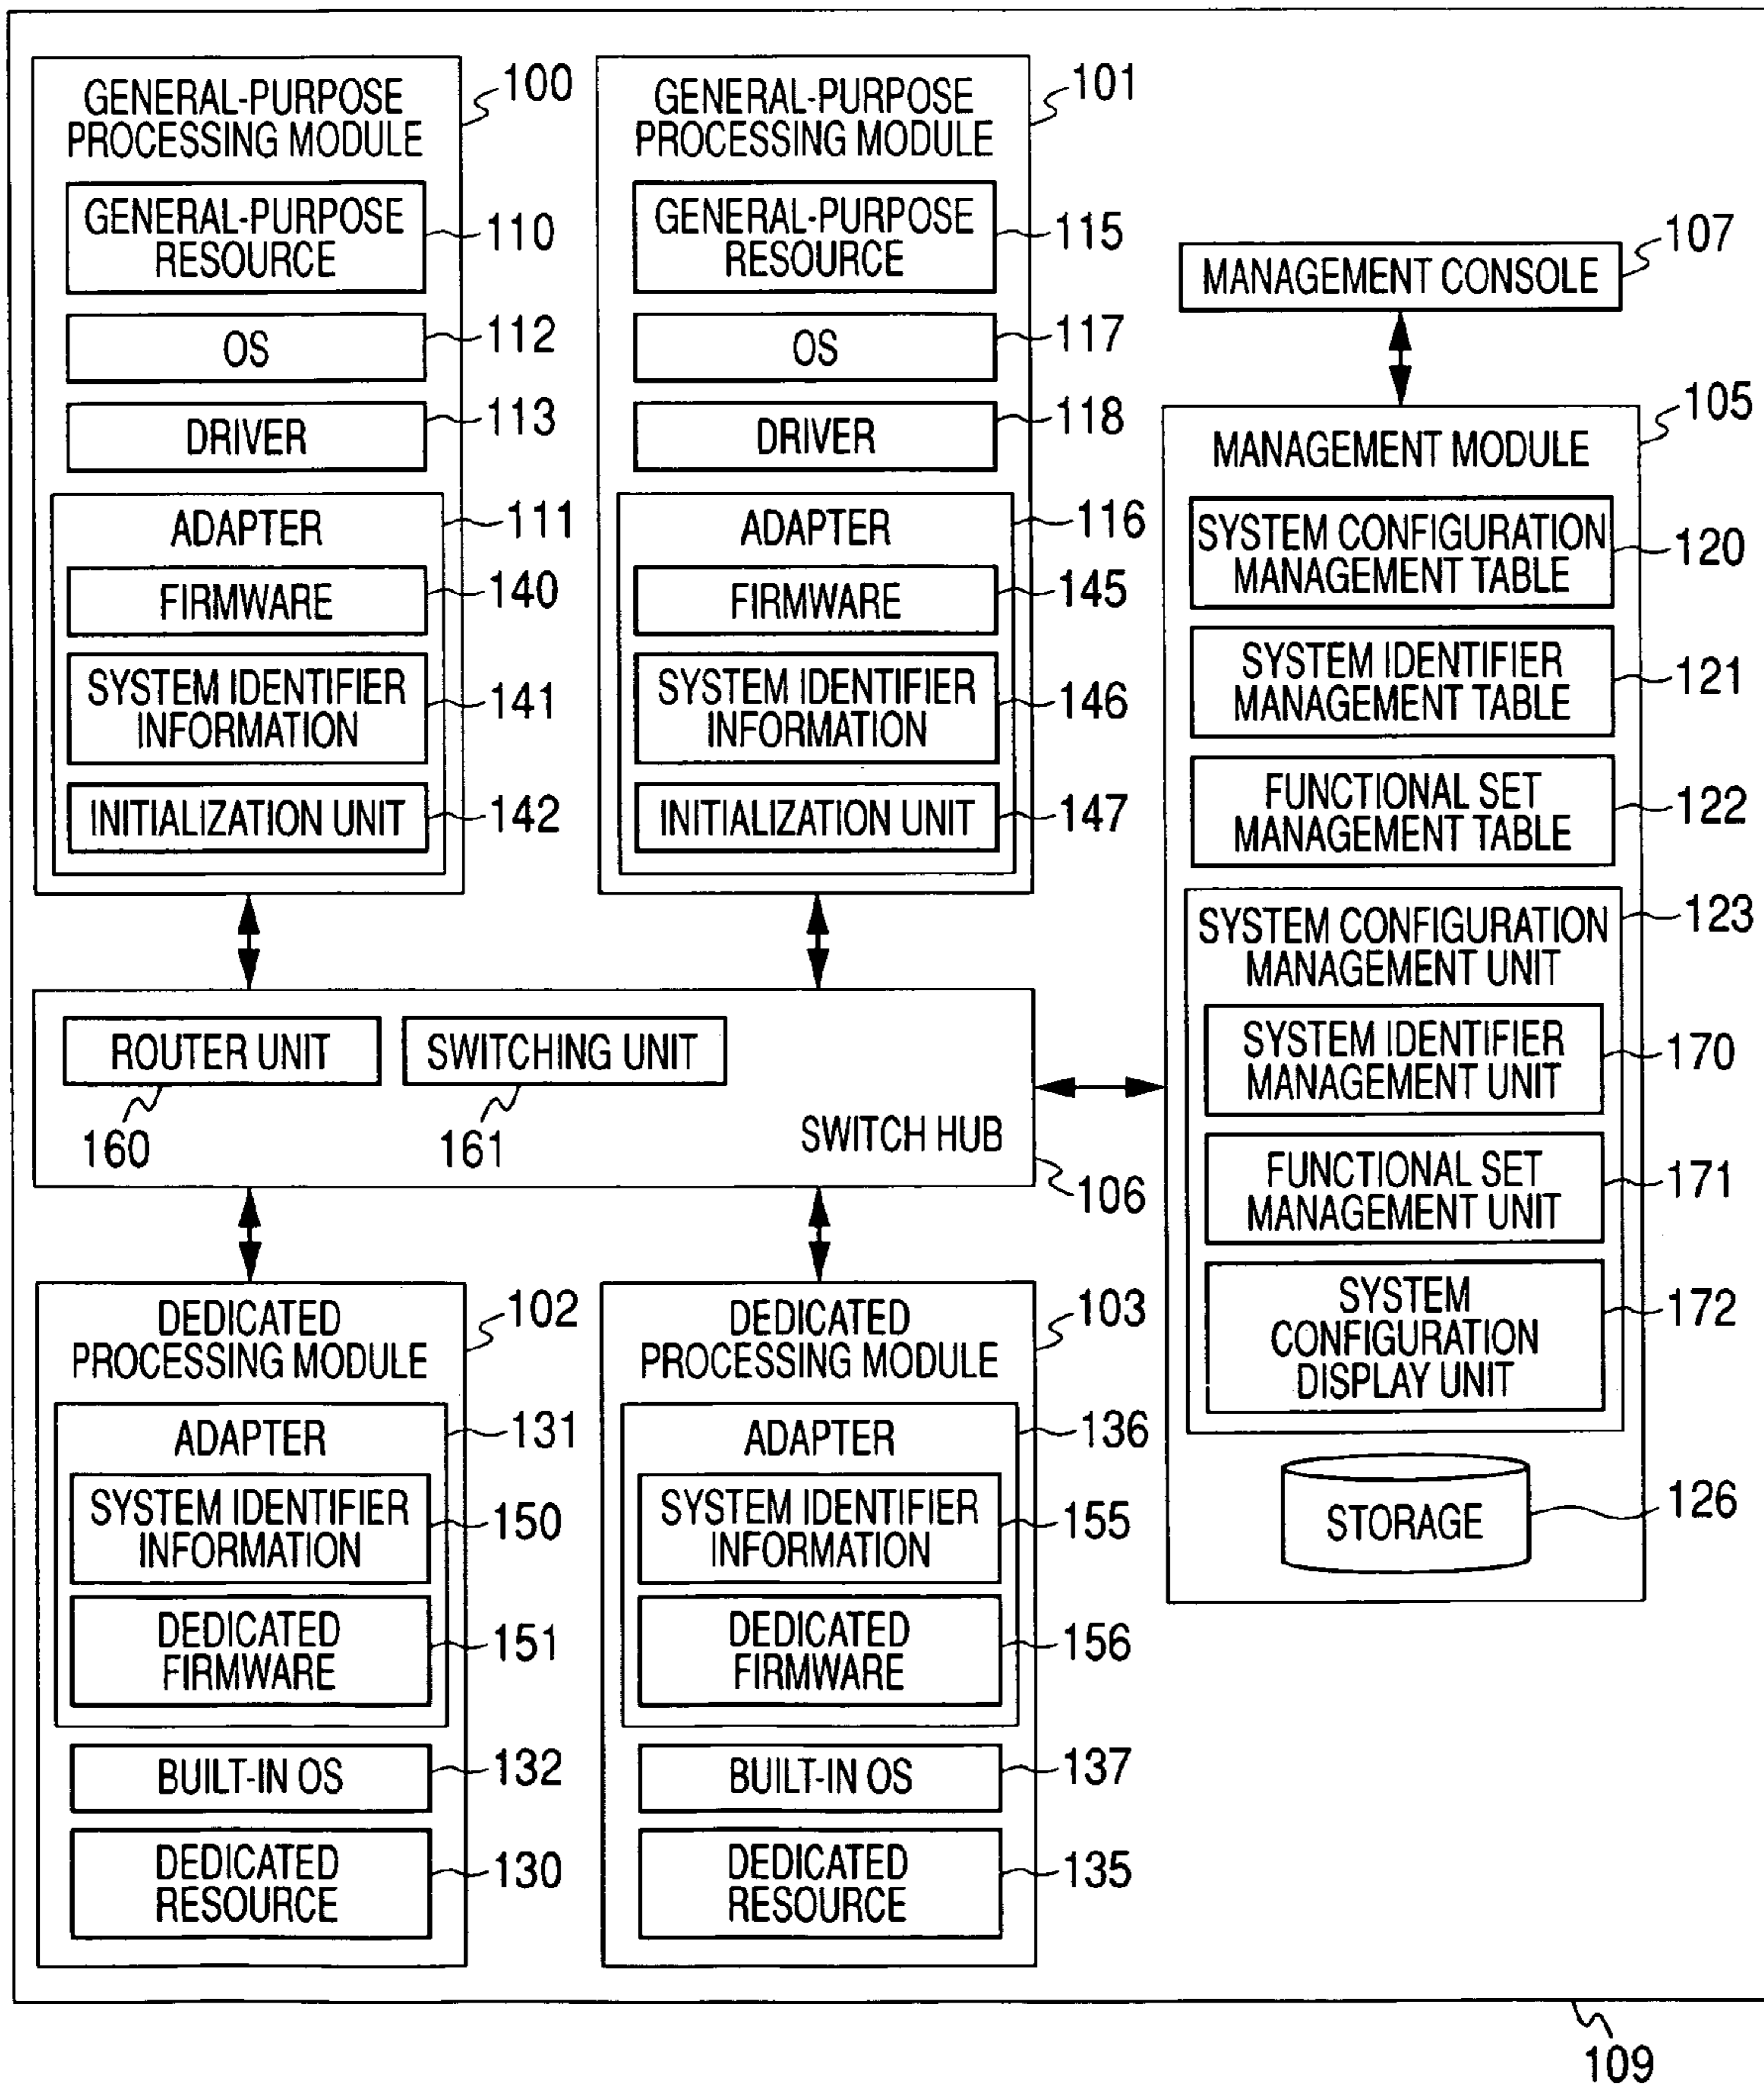 GENERAL-PURPOSE
PROCESSING MODULE
100
GENERAL-PURPOSE
RESOURCE
110
OS
112
DRIVER
113
ADAPTER
111
FIRMWARE
140
SYSTEM IDENTIFIER
INFORMATION
141
INITIALIZATION UNIT
142
GENERAL-PURPOSE
PROCESSING MODULE
101
GENERAL-PURPOSE
RESOURCE
115
OS
117
DRIVER
118
ADAPTER
116
FIRMWARE
145
SYSTEM IDENTIFIER
INFORMATION
146
INITIALIZATION UNIT
147
MANAGEMENT CONSOLE
107
MANAGEMENT MODULE
105
SYSTEM CONFIGURATION
MANAGEMENT TABLE
120
SYSTEM IDENTIFIER
MANAGEMENT TABLE
121
FUNCTIONAL SET
MANAGEMENT TABLE
122
SYSTEM CONFIGURATION
MANAGEMENT UNIT
123
SYSTEM IDENTIFIER
MANAGEMENT UNIT
170
FUNCTIONAL SET
MANAGEMENT UNIT
171
SYSTEM
CONFIGURATION
DISPLAY UNIT
172
STORAGE
126
ROUTER UNIT
160
SWITCHING UNIT
161
SWITCH HUB
106
DEDICATED
PROCESSING MODULE
102
ADAPTER
131
SYSTEM IDENTIFIER
INFORMATION
150
DEDICATED
FIRMWARE
151
BUILT-IN OS
132
DEDICATED
RESOURCE
130
DEDICATED
PROCESSING MODULE
103
ADAPTER
136
SYSTEM IDENTIFIER
INFORMATION
155
DEDICATED
FIRMWARE
156
BUILT-IN OS
137
DEDICATED
RESOURCE
135
109